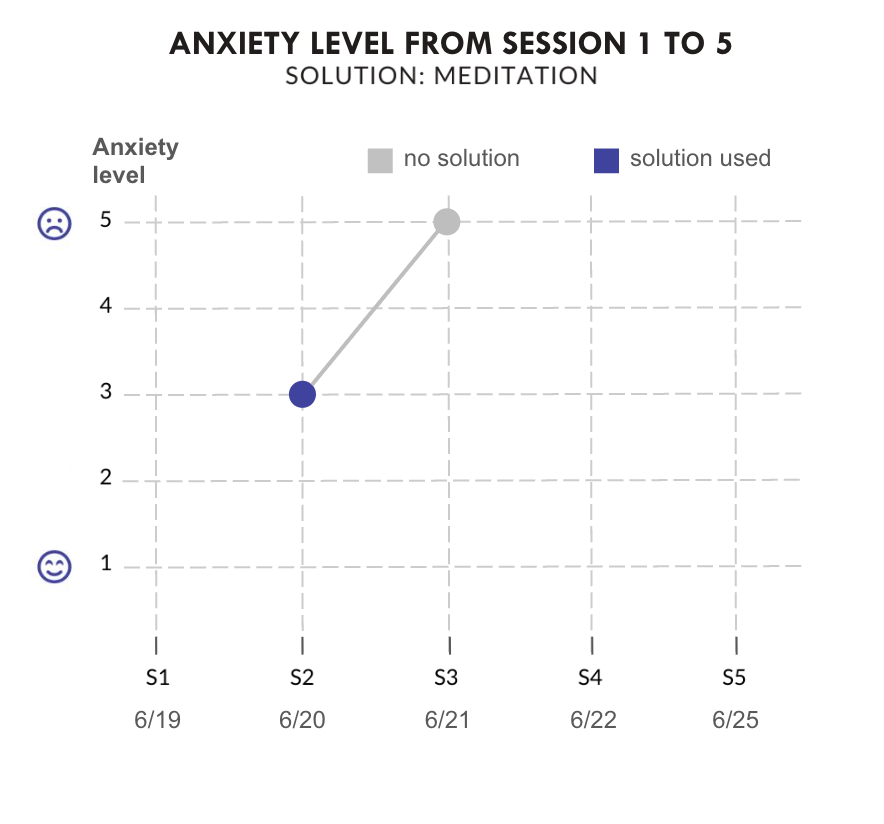 ANXIETY LEVEL FROM SESSION 1 TO 5
SOLUTION: MEDITATION
Anxiety
level
no solution
solution used
5
4
3
2
1
S1
S2
S3
S4
S5
6/19
6/20
6/21
6/22
6/25